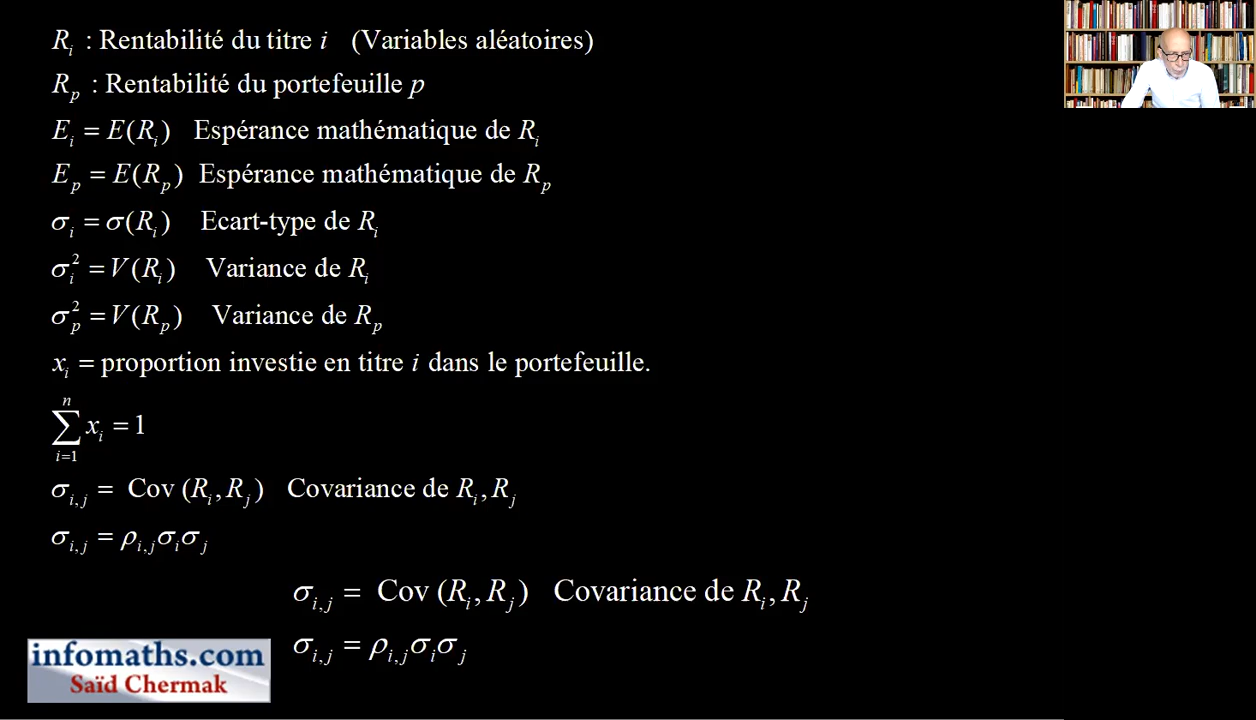 R_i : Rentabilité du titre i (Variables aléatoires)
R_p : Rentabilité du portefeuille p
E_i = E(R_i) Espérance mathématique de R_i
E_p = E(R_p) Espérance mathématique de R_p
σ_i = σ(R_i) Ecart-type de R_i
σ_i^2 = V(R_i) Variance de R_i
σ_p^2 = V(R_p) Variance de R_p
x_i = proportion investie en titre i dans le portefeuille.
∑_{i=1}^{n} x_i = 1
σ_{i,j} = Cov (R_i, R_j) Covariance de R_i, R_j
σ_{i,j} = ρ_{i,j}σ_iσ_j
σ_{i,j} = Cov (R_i, R_j) Covariance de R_i, R_j
σ_{i,j} = ρ_{i,j}σ_iσ_j
infomaths.com
Saïd Chermak